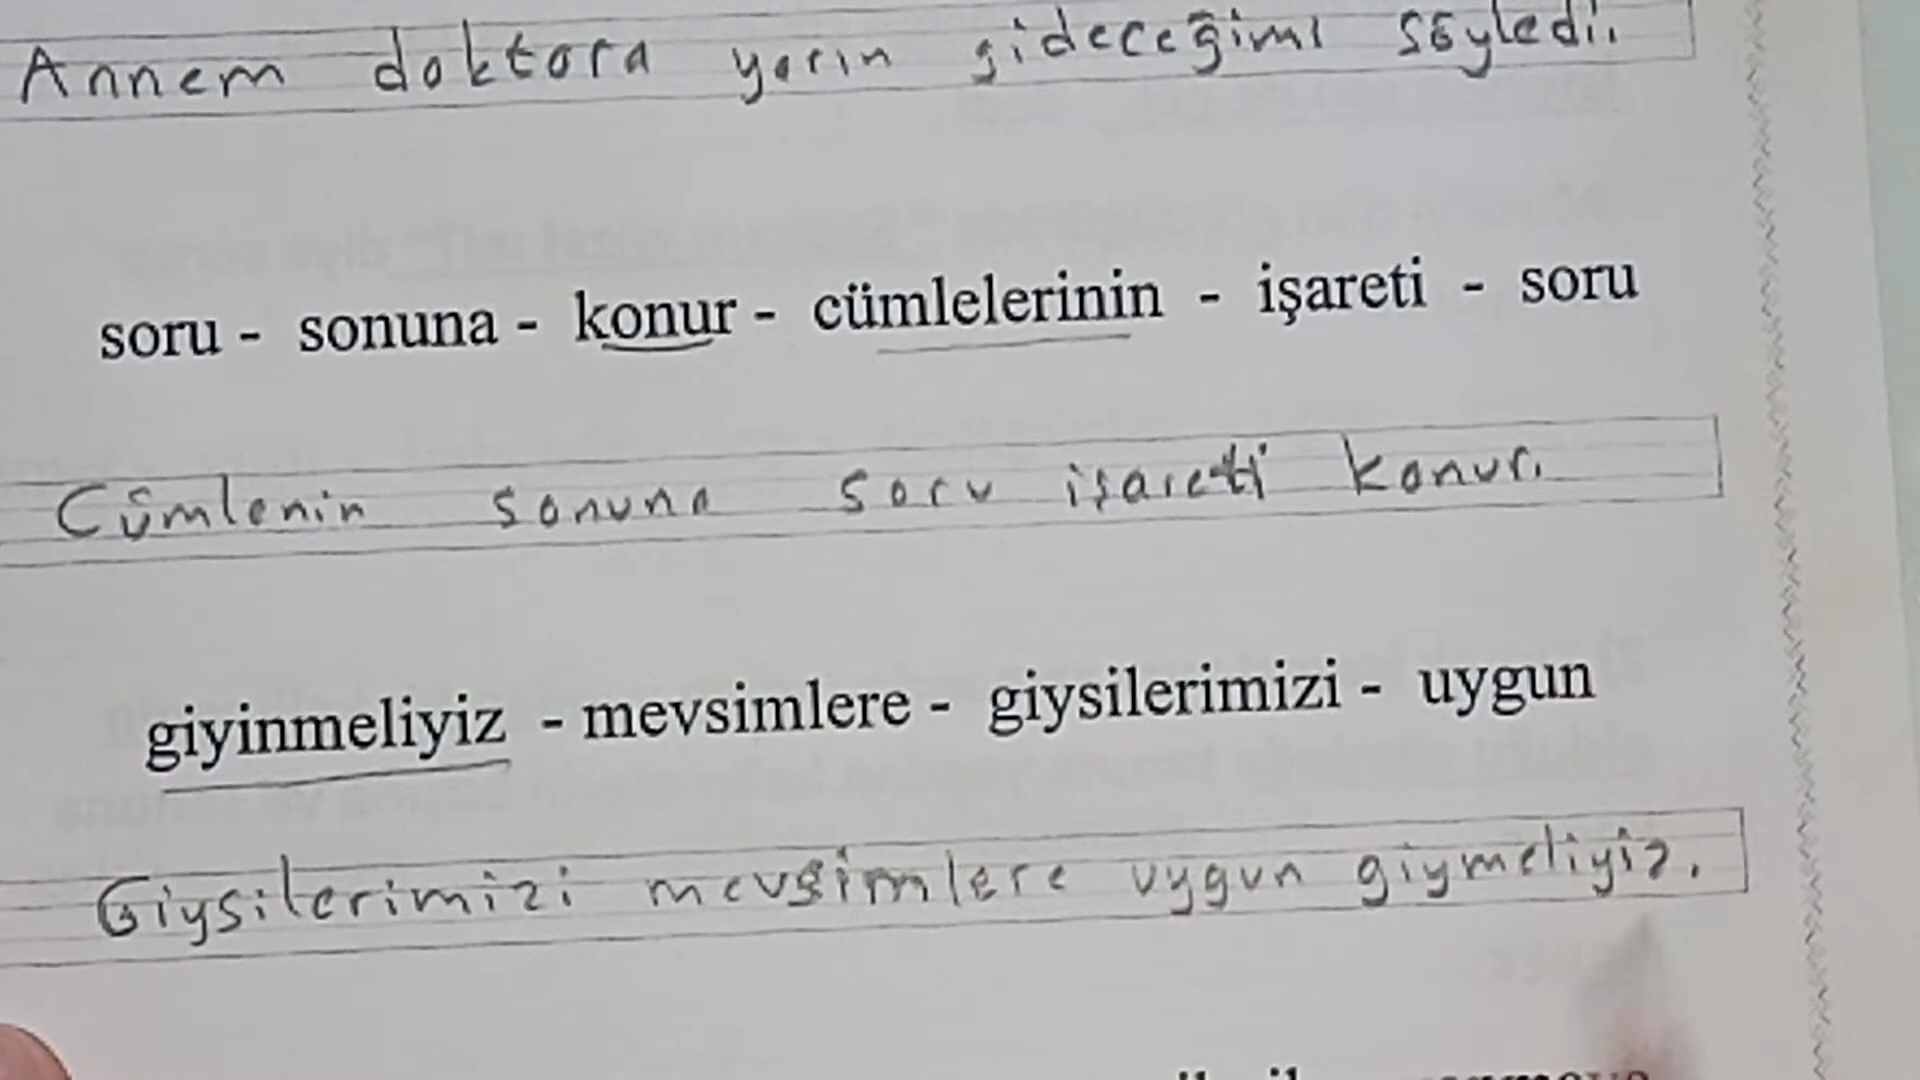 Annem doktora yarın gideceğimi söyledi.
soru - sonuna - konur - cümlelerinin - işareti - soru
Cümlenin sonuna soru işareti konur.
giyinmeliyiz - mevsimlere - giysilerimizi - uygun
Giysilerimizi mevsimlere uygun giymeliyiz.